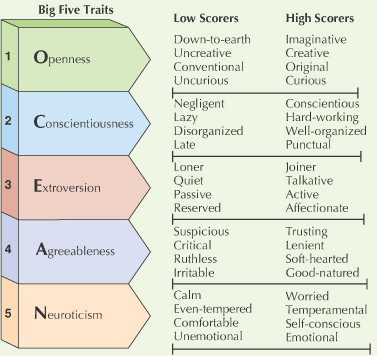 Big Five Traits
Low Scorers High Scorers
1 Openness
Down-to-earth Imaginative
Uncreative Creative
Conventional Original
Uncurious Curious
2 Conscientiousness
Negligent Conscientious
Lazy Hard-working
Disorganized Well-organized
Late Punctual
3 Extroversion
Loner Joiner
Quiet Talkative
Passive Active
Reserved Affectionate
4 Agreeableness
Suspicious Trusting
Critical Lenient
Ruthless Soft-hearted
Irritable Good-natured
5 Neuroticism
Calm Worried
Even-tempered Temperamental
Comfortable Self-conscious
Unemotional Emotional